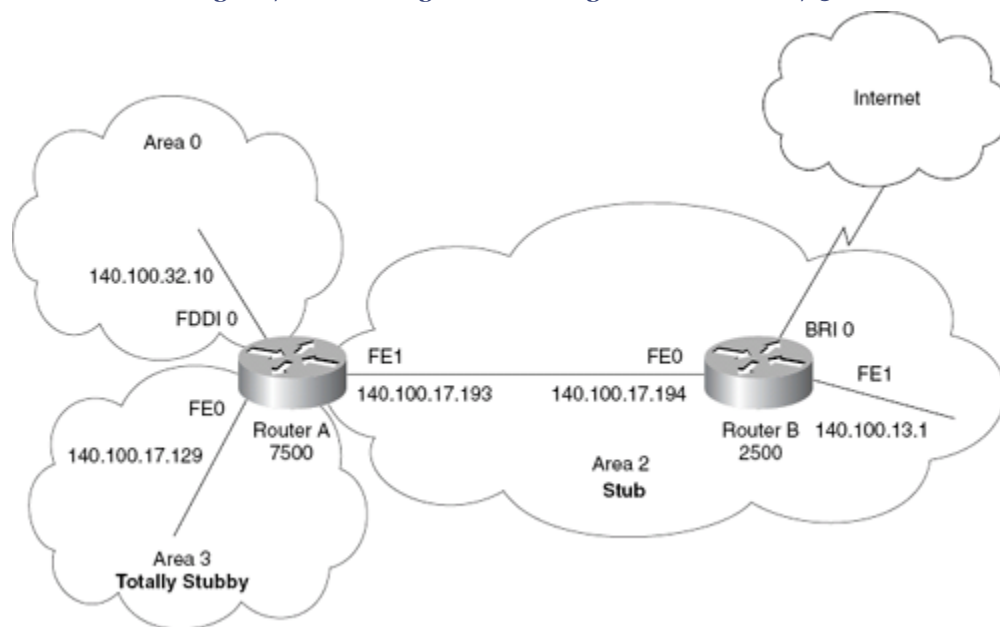 Internet
Area 0
140.100.32.10
FDDI 0
BRI 0
FE1
FE0
FE1
140.100.17.193
140.100.17.194
FE0
Router A
7500
Router B
2500
140.100.13.1
140.100.17.129
Area 2
Stub
Area 3
Totally Stubby